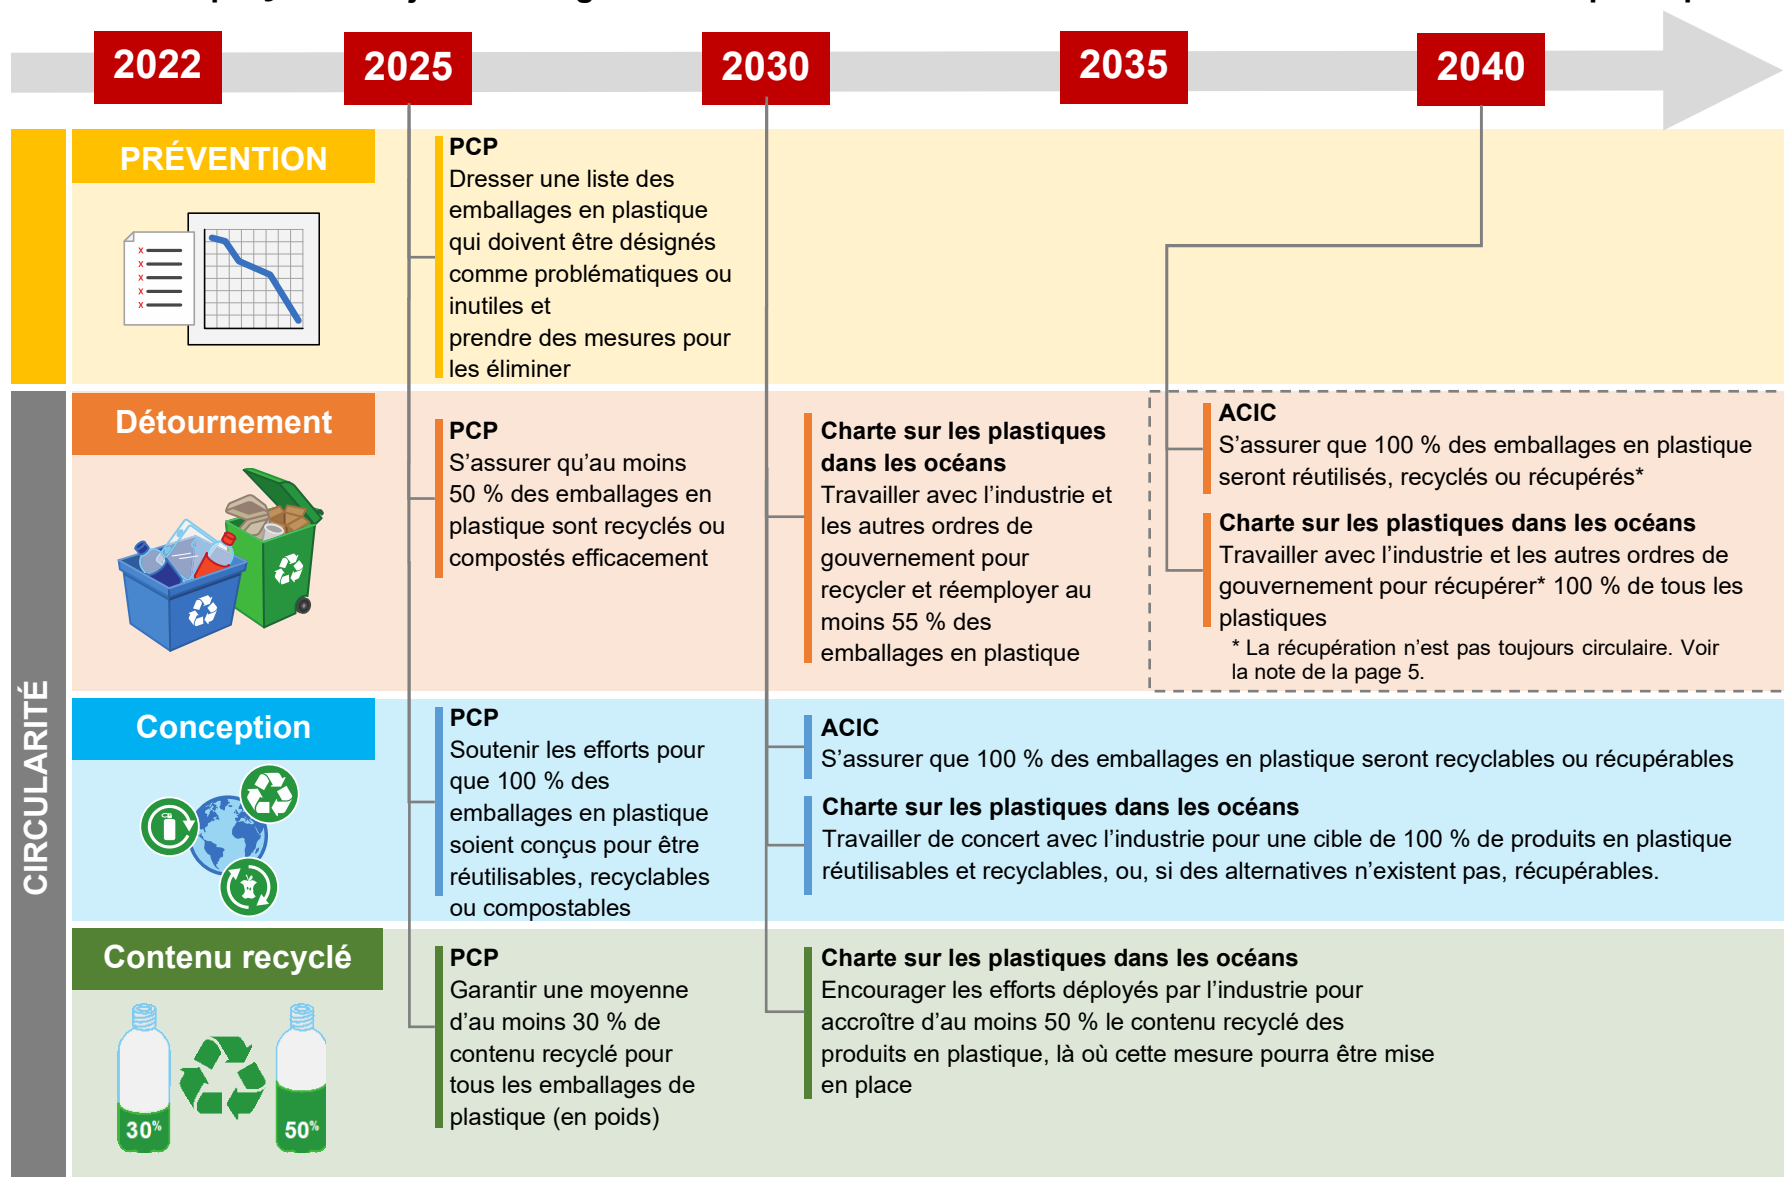 2022
2025
2030
2035
2040
PRÉVENTION
PCP
Dresser une liste des
emballages en plastique
qui doivent être désignés
comme problématiques ou
inutiles et
prendre des mesures pour
les éliminer
CIRCULARITÉ
Détournement
PCP
S’assurer qu’au moins
50 % des emballages en
plastique sont recyclés ou
compostés efficacement
Charte sur les plastiques
dans les océans
Travailler avec l’industrie et
les autres ordres de
gouvernement pour
recycler et réemployer au
moins 55 % des
emballages en plastique
ACIC
S’assurer que 100 % des emballages en plastique
seront réutilisés, recyclés ou récupérés*
Charte sur les plastiques dans les océans
Travailler avec l’industrie et les autres ordres de
gouvernement pour récupérer* 100 % de tous les
plastiques
* La récupération n’est pas toujours circulaire. Voir
la note de la page 5.
Conception
PCP
Soutenir les efforts pour
que 100 % des
emballages en plastique
soient conçus pour être
réutilisables, recyclables
ou compostables
ACIC
S’assurer que 100 % des emballages en plastique seront recyclables ou récupérables
Charte sur les plastiques dans les océans
Travailler de concert avec l’industrie pour une cible de 100 % de produits en plastique
réutilisables et recyclables, ou, si des alternatives n’existent pas, récupérables.
Contenu recyclé
30%
50%
PCP
Garantir une moyenne
d’au moins 30 % de
contenu recyclé pour
tous les emballages de
plastique (en poids)
Charte sur les plastiques dans les océans
Encourager les efforts déployés par l’industrie pour
accroître d’au moins 50 % le contenu recyclé des
produits en plastique, là où cette mesure pourra être mise
en place